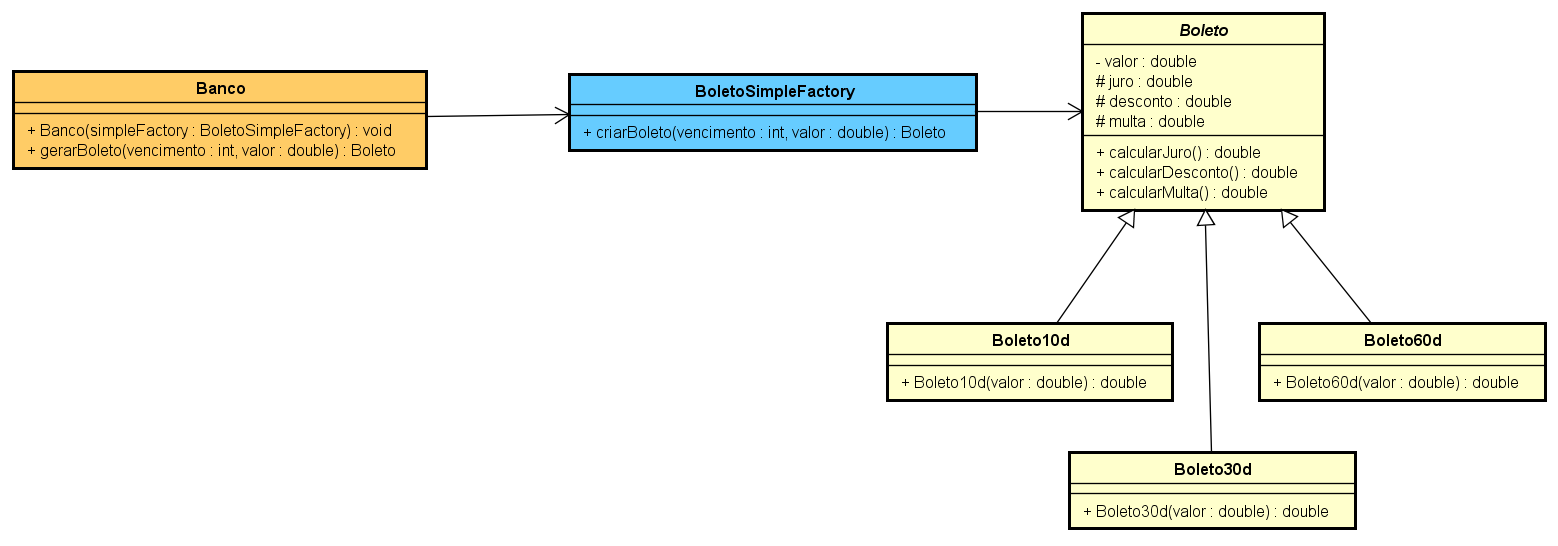 Banco
+ Banco(simpleFactory : BoletoSimpleFactory) : void
+ gerarBoleto(vencimento : int, valor : double) : Boleto
BoletoSimpleFactory
+ criarBoleto(vencimento : int, valor : double) : Boleto
Boleto
- valor : double
# juro : double
# desconto : double
# multa : double
+ calcularJuro() : double
+ calcularDesconto() : double
+ calcularMulta() : double
Boleto10d
+ Boleto10d(valor : double) : double
Boleto60d
+ Boleto60d(valor : double) : double
Boleto30d
+ Boleto30d(valor : double) : double